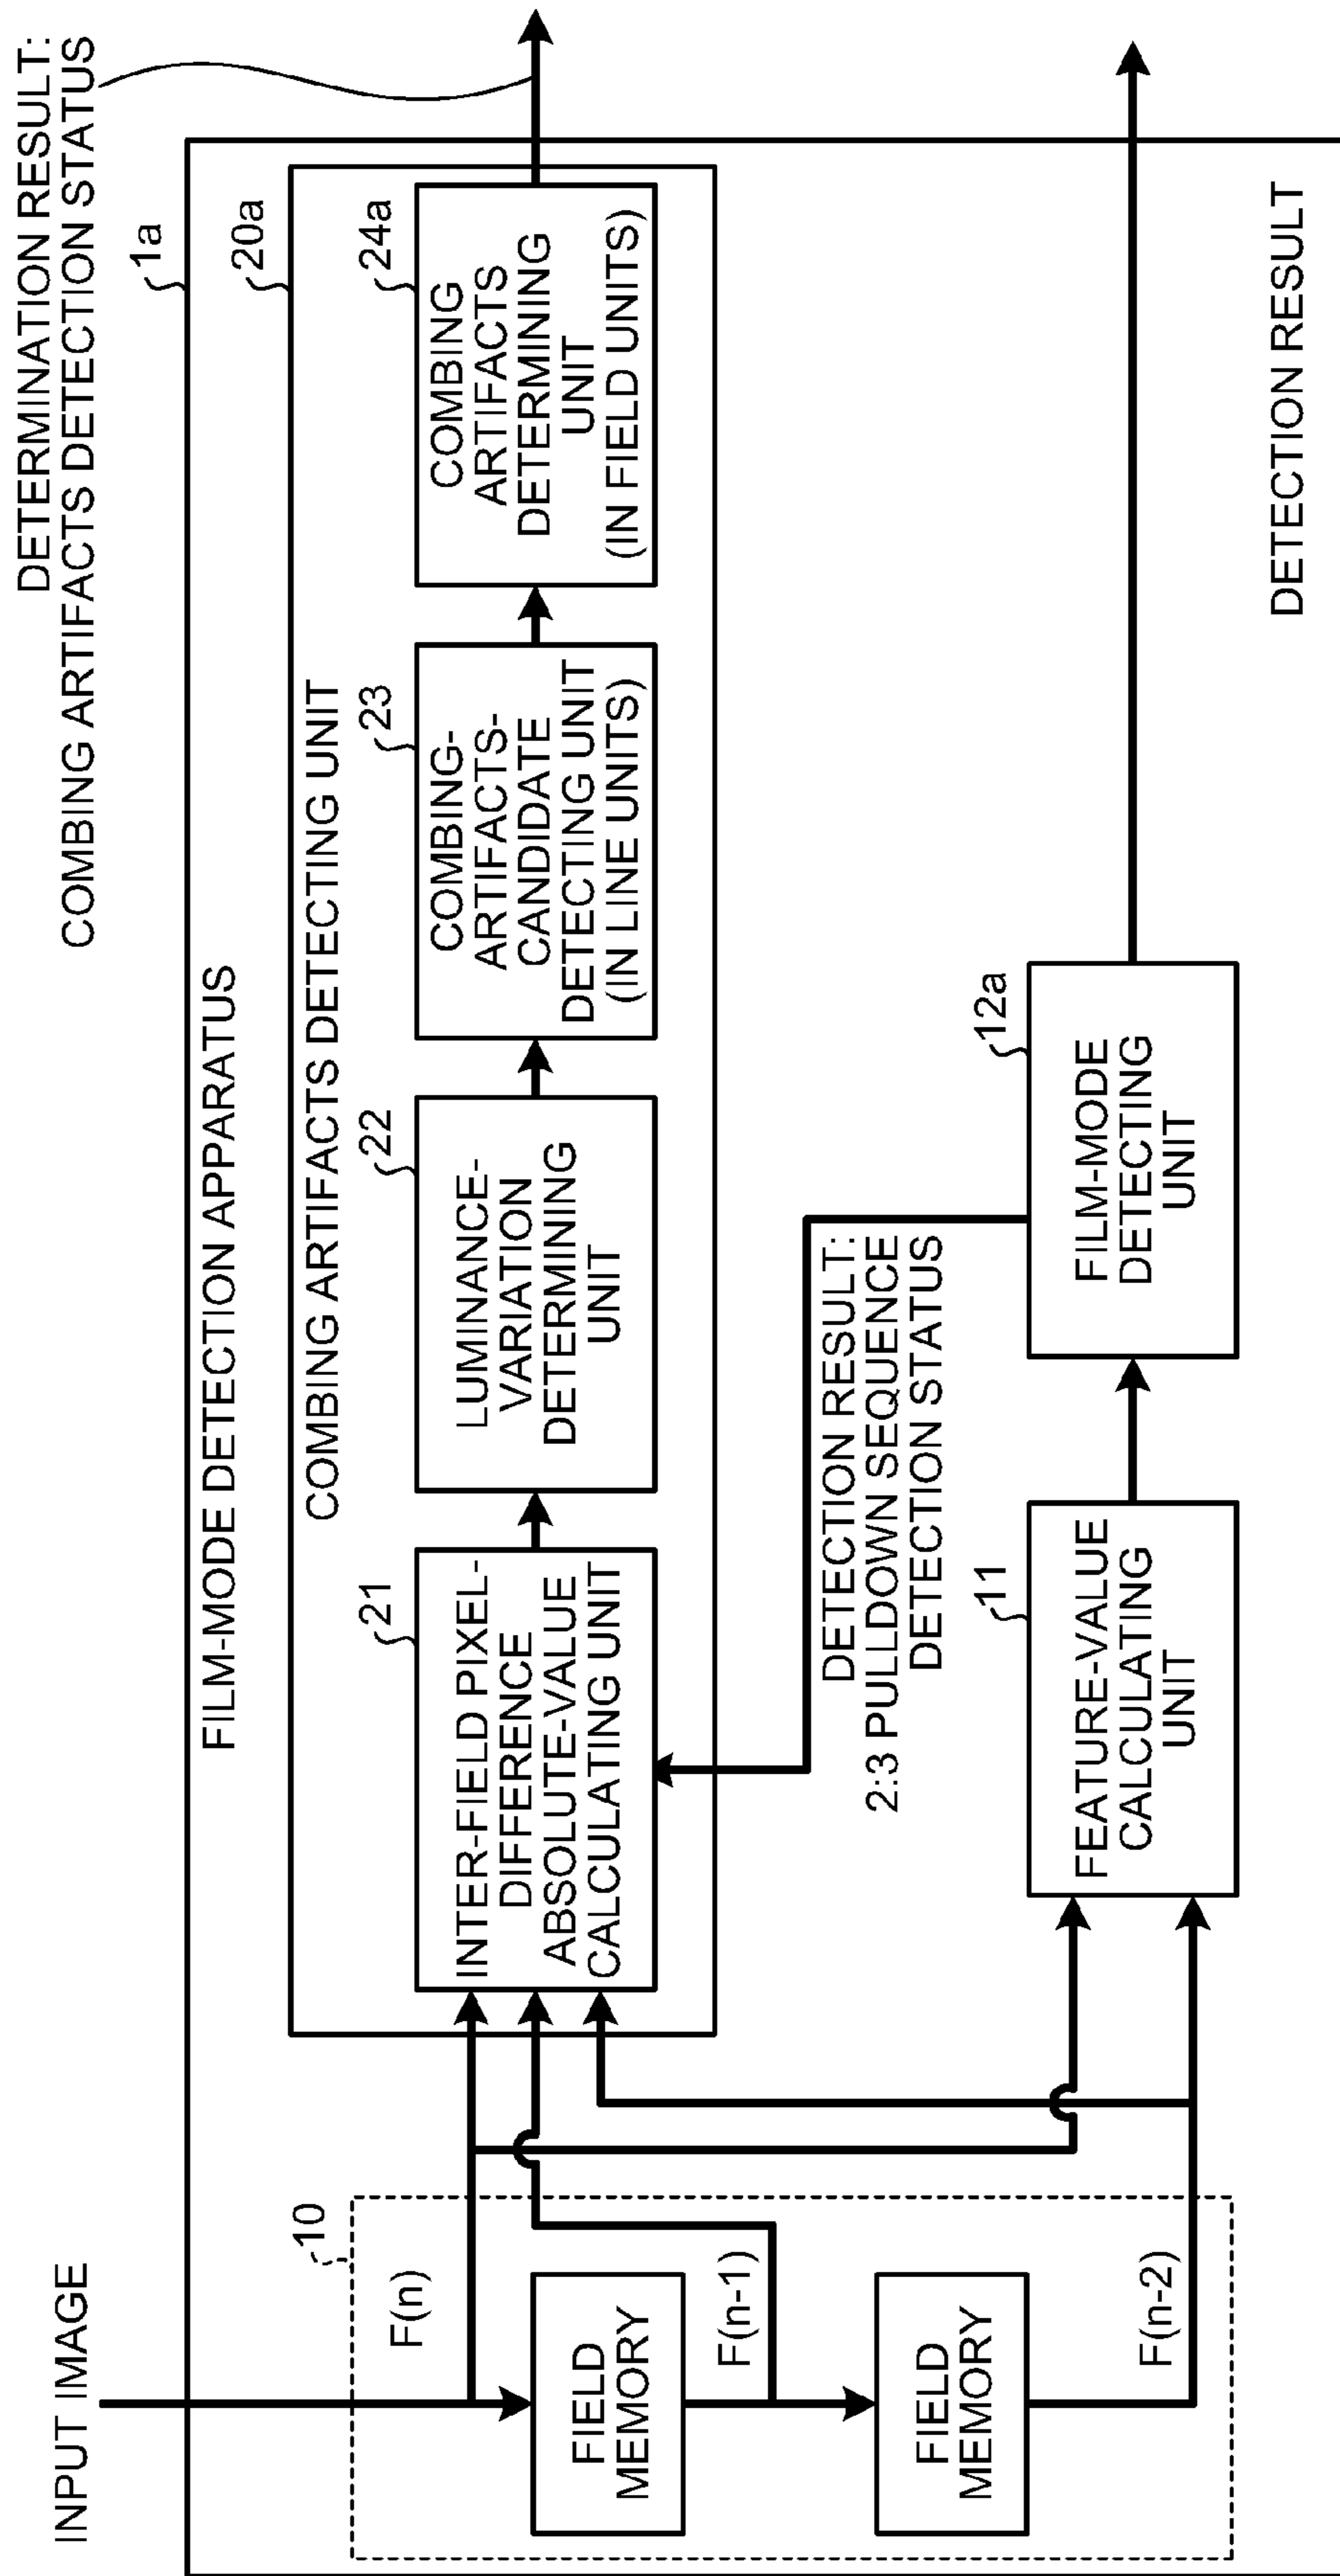 INPUT IMAGE
DETERMINATION RESULT:
COMBING ARTIFACTS DETECTION STATUS
FILM-MODE DETECTION APPARATUS
1a
10
F(n)
FIELD
MEMORY
F(n-1)
FIELD
MEMORY
F(n-2)
COMBING ARTIFACTS DETECTING UNIT
20a
21
INTER-FIELD PIXEL-
DIFFERENCE
ABSOLUTE-VALUE
CALCULATING UNIT
22
LUMINANCE-
VARIATION
DETERMINING
UNIT
23
COMBING-
ARTIFACTS-
CANDIDATE
DETECTING UNIT
(IN LINE UNITS)
24a
COMBING
ARTIFACTS
DETERMINING
UNIT
(IN FIELD UNITS)
DETECTION RESULT:
2:3 PULLDOWN SEQUENCE
DETECTION STATUS
11
FEATURE-VALUE
CALCULATING
UNIT
12a
FILM-MODE
DETECTING
UNIT
DETECTION RESULT